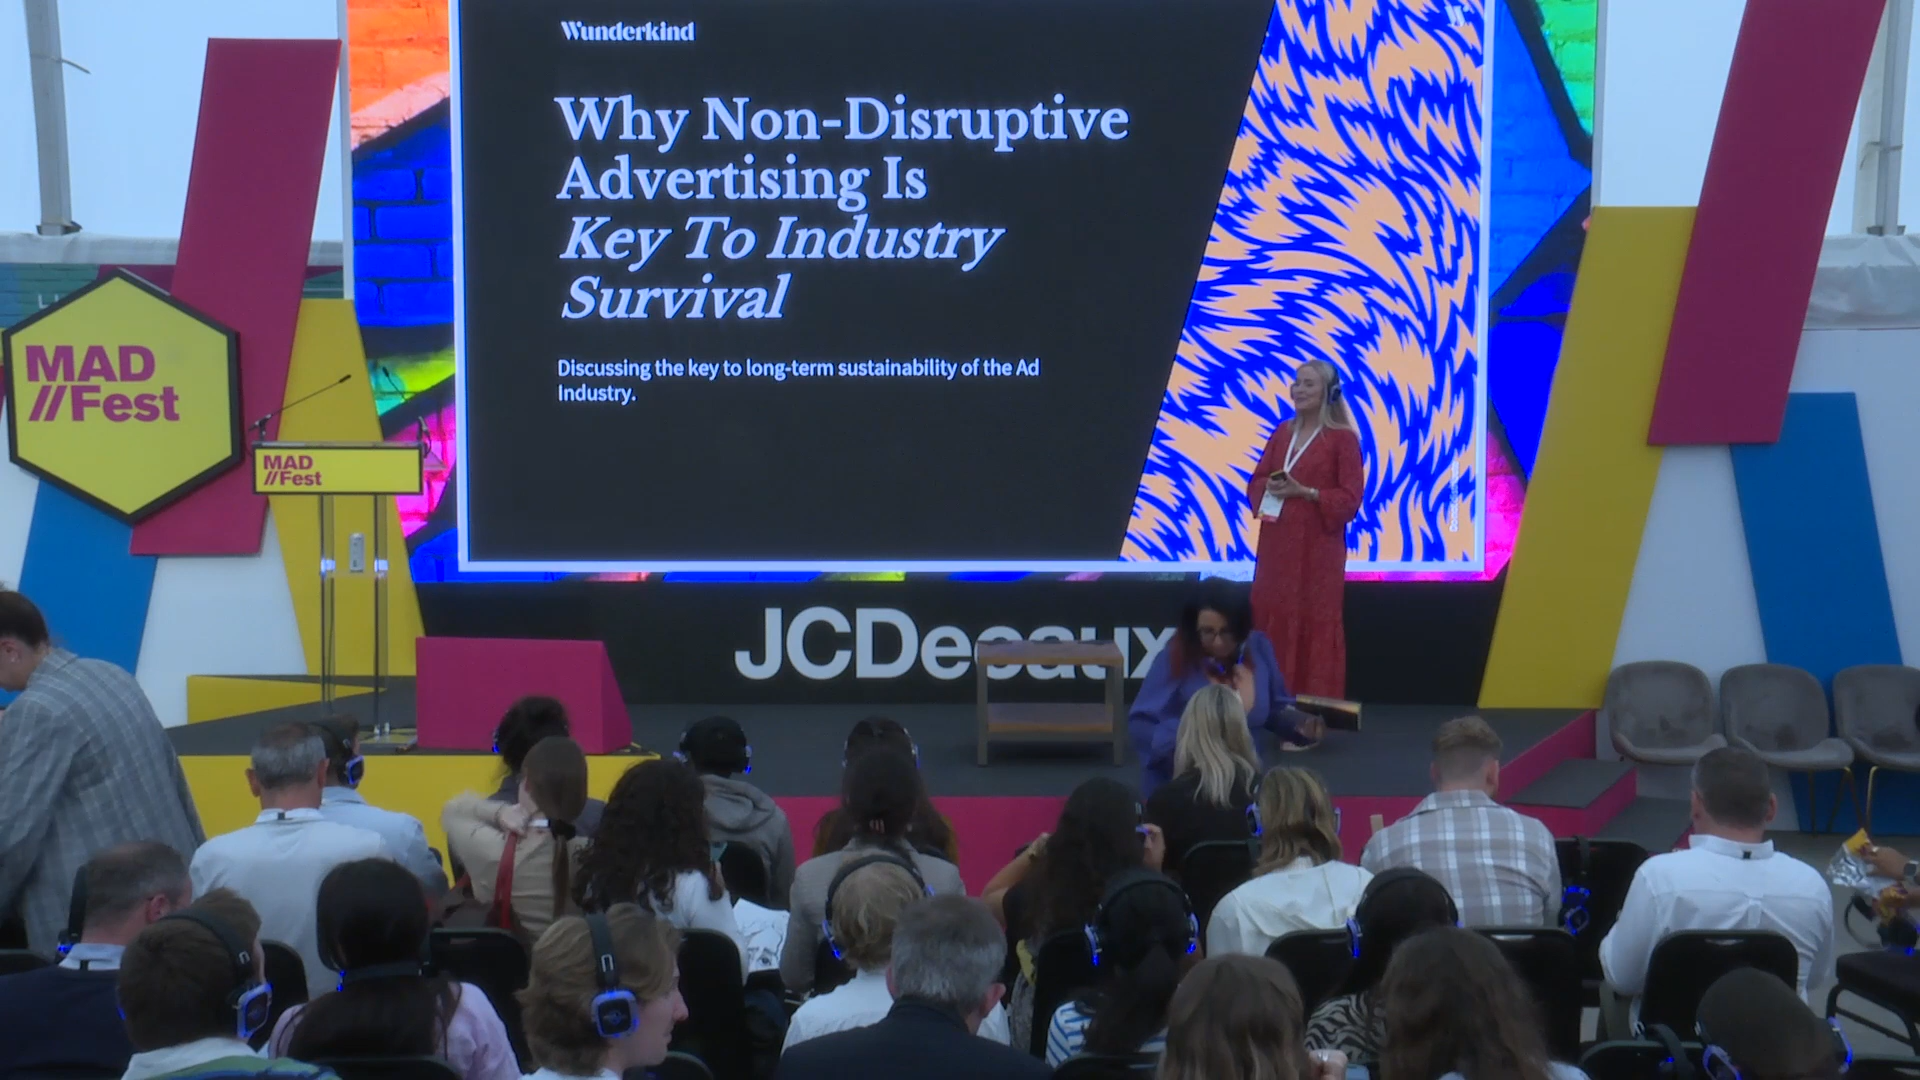 Wunderkind
Why Non-Disruptive
Advertising Is
Key To Industry
Survival
Discussing the key to long-term sustainability of the Ad
Industry.
MAD
//Fest
MAD
//Fest
JCDecaux